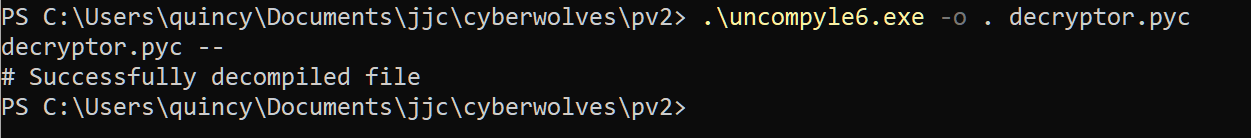 PS C:\Users\quincy\Documents\jjc\cyberwolves\pv2> .\uncompyle6.exe -o . decryptor.pyc
decryptor.pyc --
# Successfully decompiled file
PS C:\Users\quincy\Documents\jjc\cyberwolves\pv2>